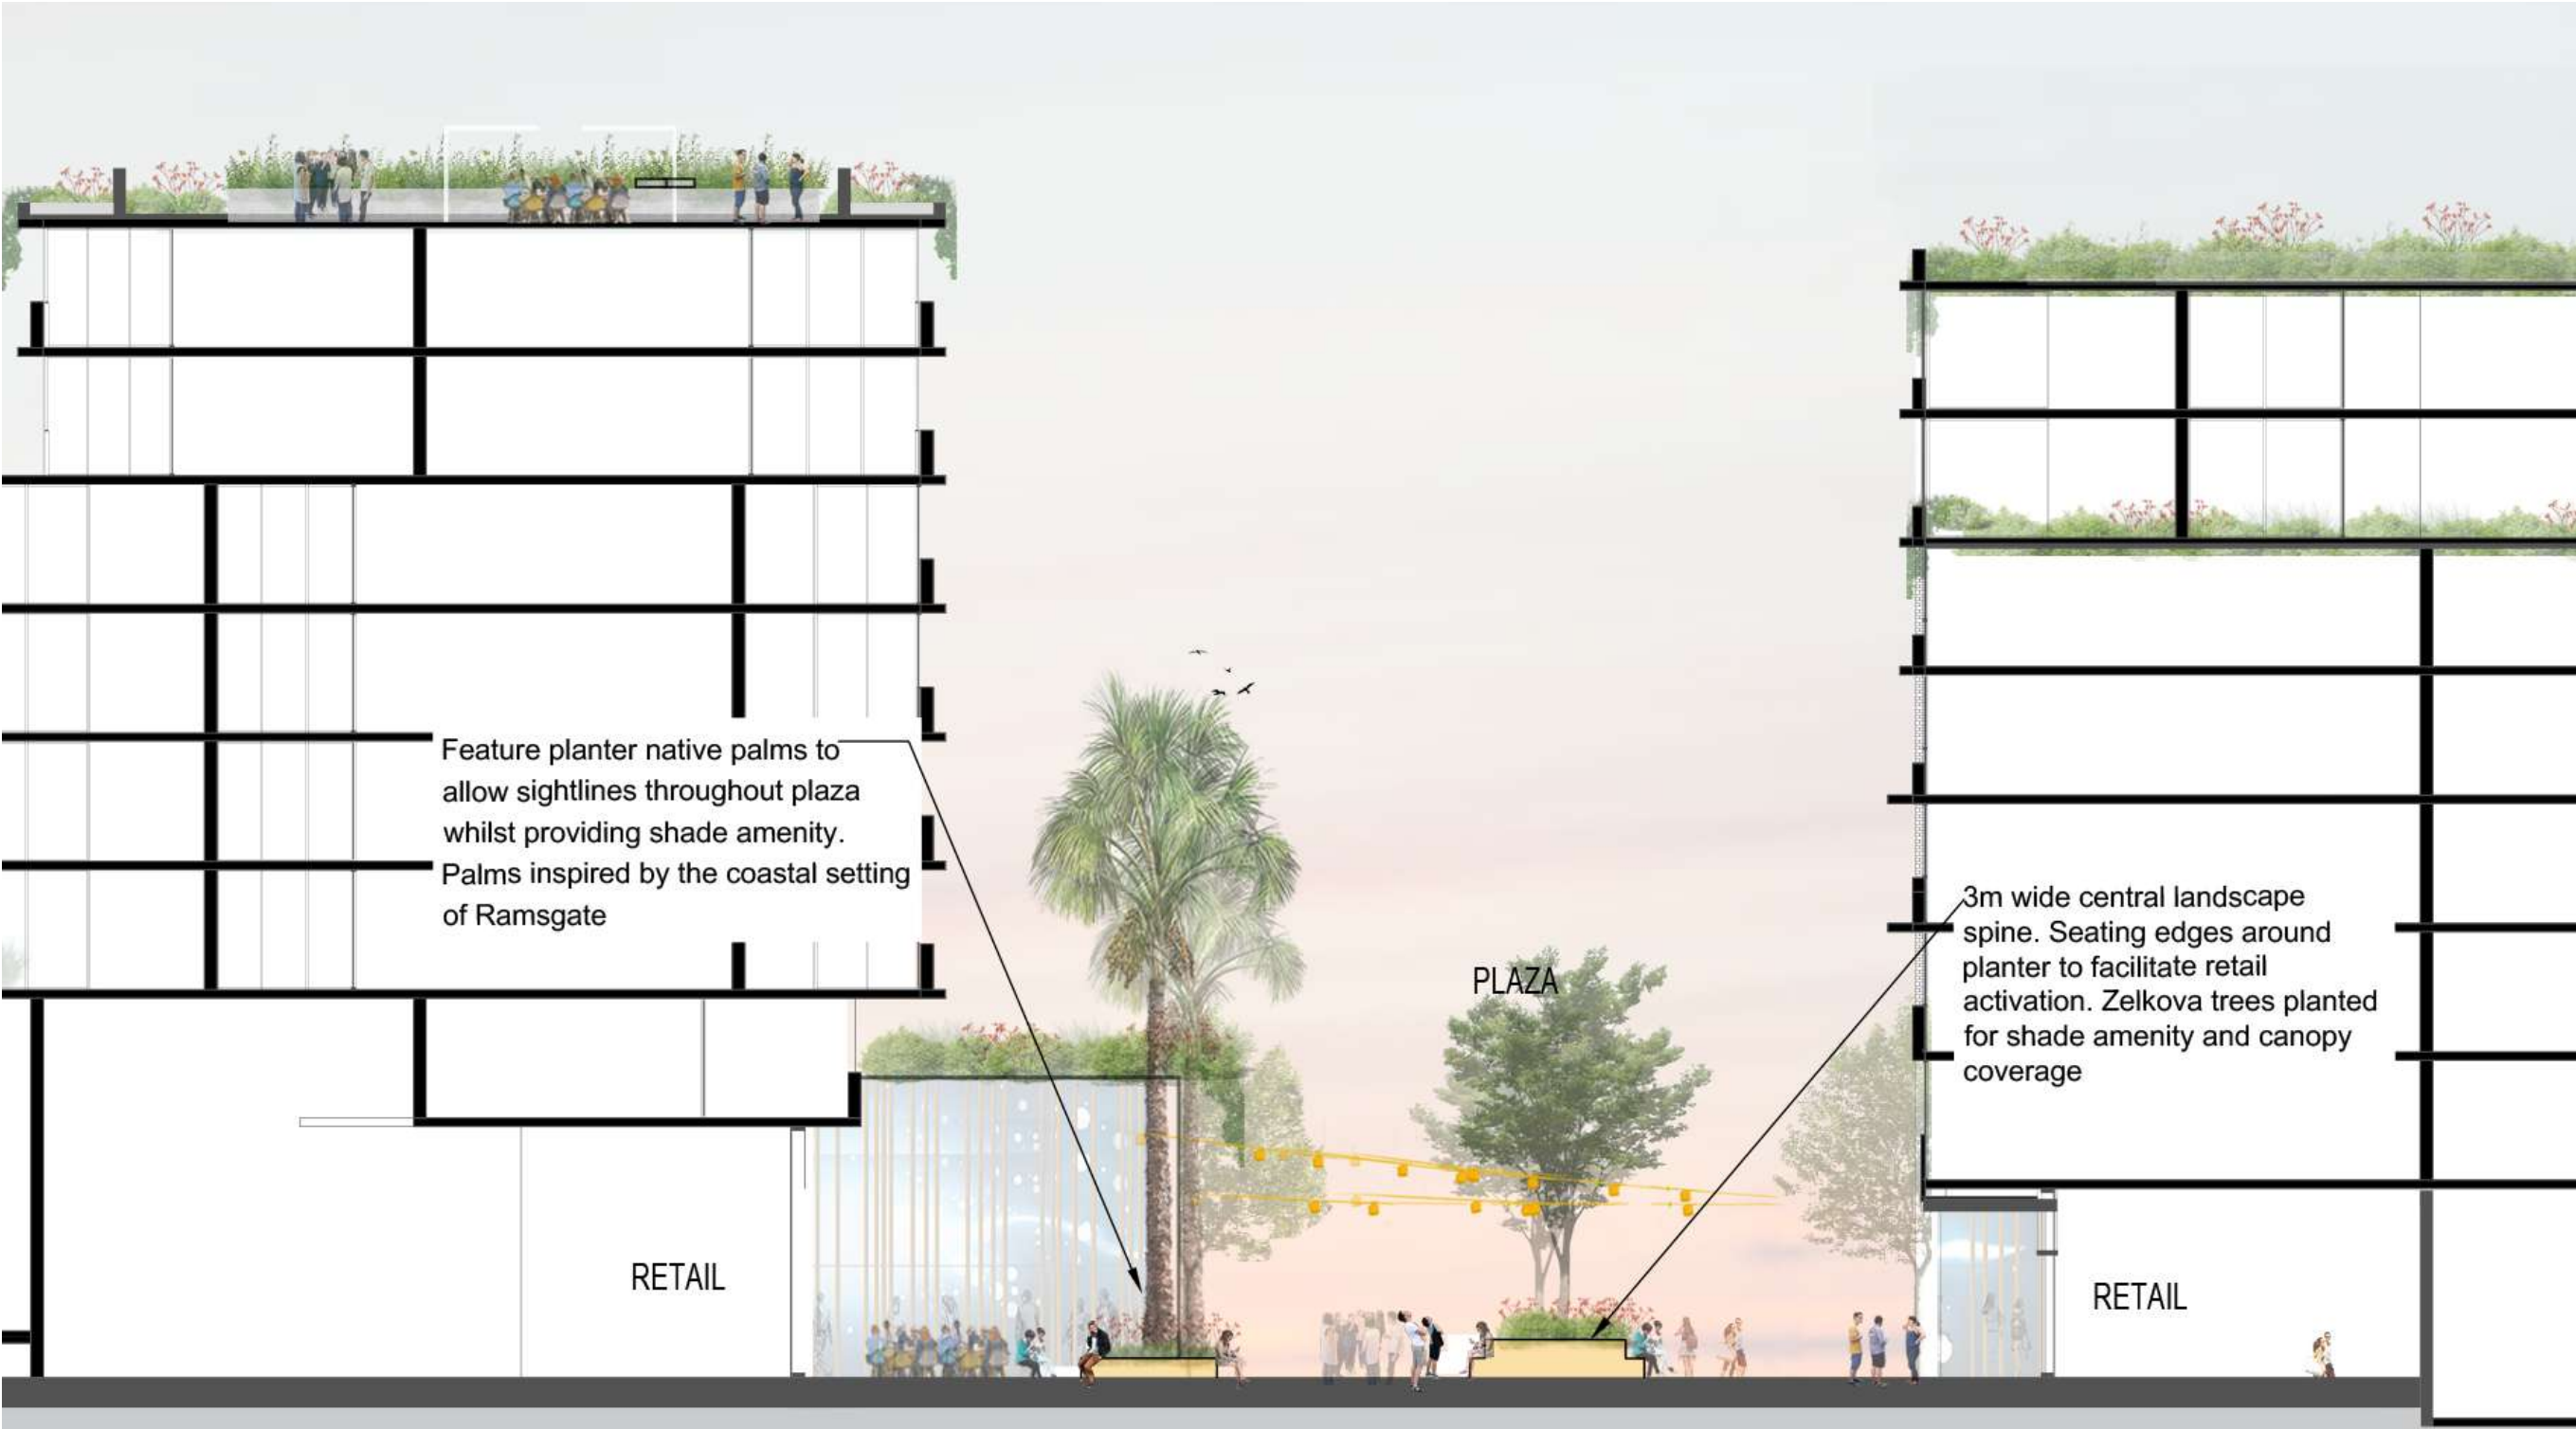 Feature planter native palms to
allow sightlines throughout plaza
whilst providing shade amenity.
Palms inspired by the coastal setting
of Ramsgate
PLAZA
3m wide central landscape
spine. Seating edges around
planter to facilitate retail
activation. Zelkova trees planted
for shade amenity and canopy
coverage
RETAIL
RETAIL